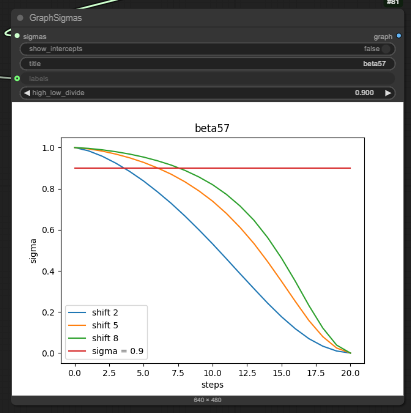 #81
GraphSigmas
sigmas
graph
show_intercepts false
title beta57
labels
high_low_divide 0.900
beta57
1.0
0.8
0.6
0.4
0.2
0.0
sigma
shift 2
shift 5
shift 8
sigma = 0.9
0.0 2.5 5.0 7.5 10.0 12.5 15.0 17.5 20.0
steps
640 × 480